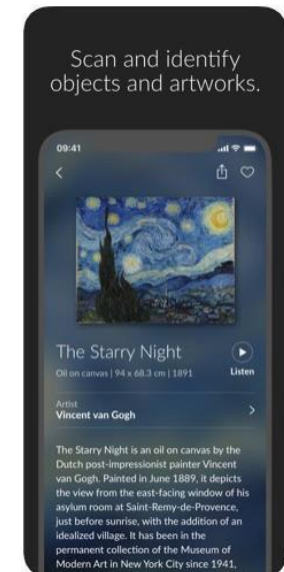 Scan and identify
objects and artworks.
09:41
The Starry Night
Oil on canvas | 94 x 68.3 cm | 1891
Listen
Artist
Vincent van Gogh
The Starry Night is an oil on canvas by the
Dutch post-impressionist painter Vincent
van Gogh. Painted in June 1889, it depicts
the view from the east-facing window of his
asylum room at Saint-Remy-de-Provence,
just before sunrise, with the addition of an
idealized village. It has been in the
permanent collection of the Museum of
Modern Art in New York City since 1941,